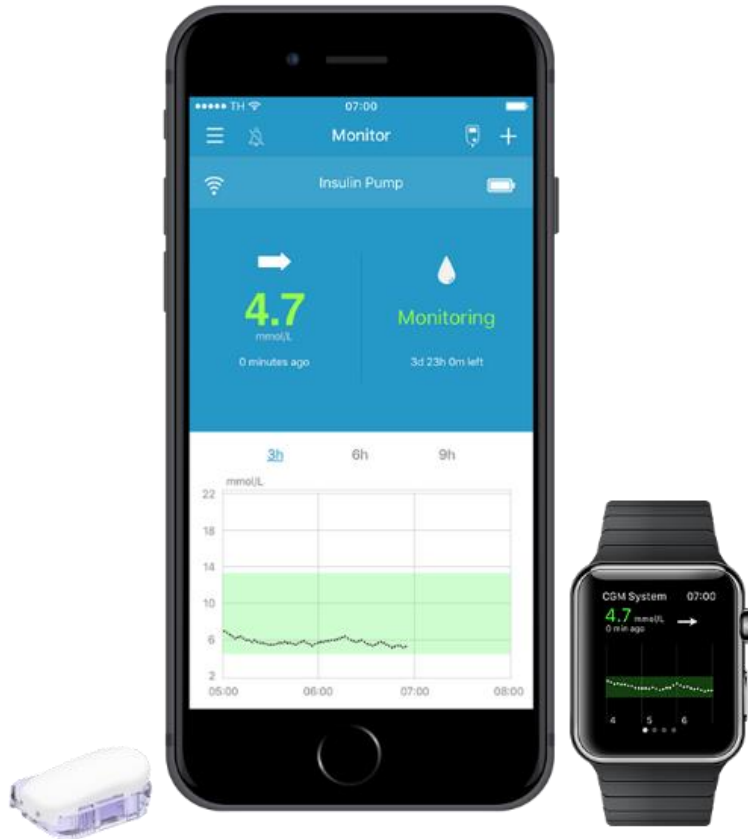 TH 07:00
Monitor
Insulin Pump
4.7
mmol/L
0 minutes ago
Monitoring
3d 23h 0m left
3h 6h 9h
mmol/L
22
18
14
10
6
2
05:00 06:00 07:00 08:00
CGM System 07:00
4.7 mmol/L
0 min ago
4 5 6